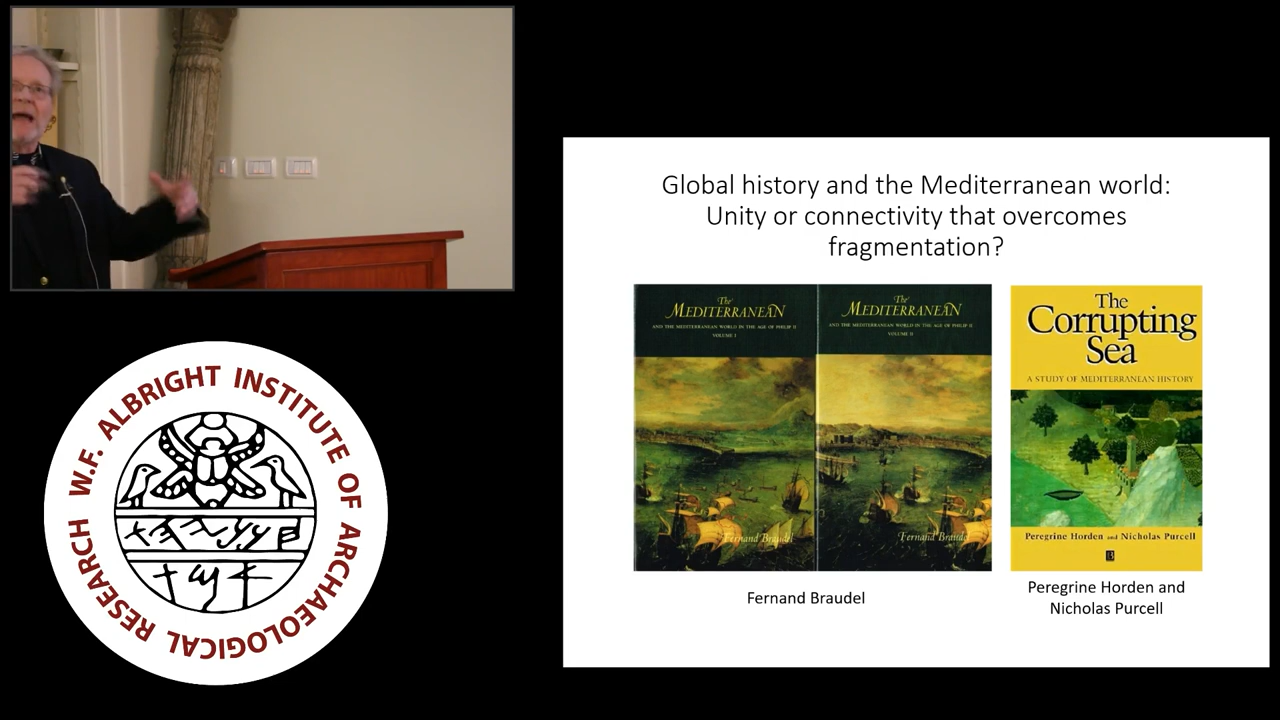 W.F. ALBRIGHT INSTITUTE OF ARCHAEOLOGICAL RESEARCH
Global history and the Mediterranean world:
Unity or connectivity that overcomes
fragmentation?
The
MEDITERRANEAN
AND THE MEDITERRANEAN WORLD IN THE AGE OF PHILIP II
VOLUME I
Fernand Braudel
The
MEDITERRANEAN
AND THE MEDITERRANEAN WORLD IN THE AGE OF PHILIP II
VOLUME II
Fernand Braudel
The
Corrupting
Sea
A STUDY OF MEDITERRANEAN HISTORY
Peregrine Horden and Nicholas Purcell
B
Fernand Braudel
Peregrine Horden and
Nicholas Purcell